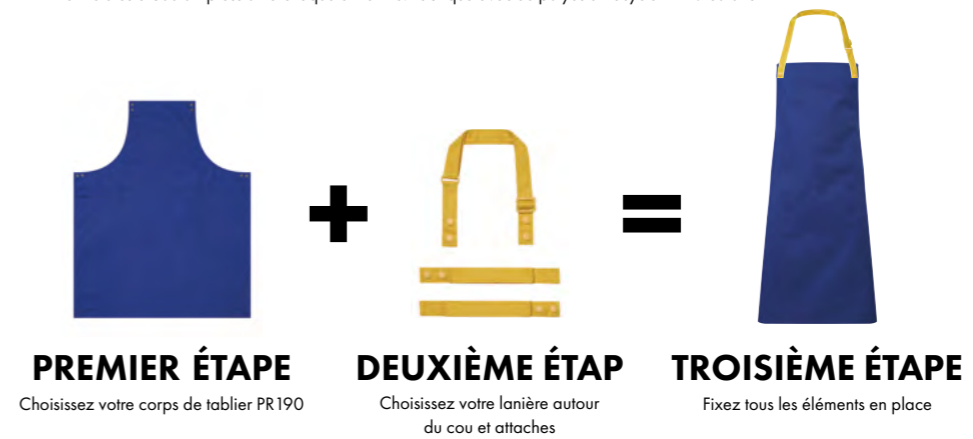 PREMIER ÉTAPE
Choisissez votre corps de tablier PR190
DEUXIÈME ÉTAP
Choisissez votre lanière autour
du cou et attaches
TROISIÈME ÉTAPE
Fixez tous les éléments en place